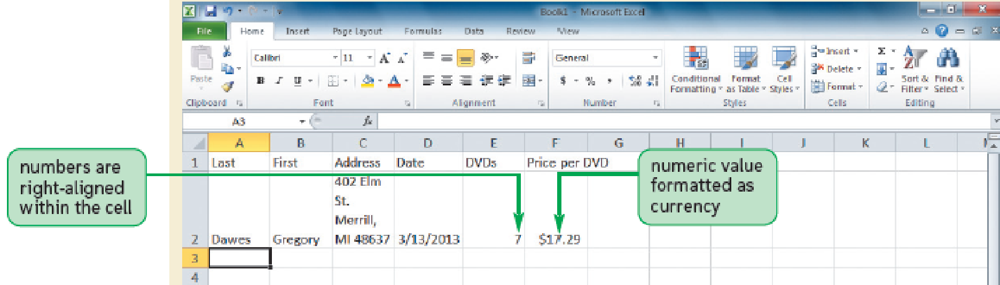 Book1 - Microsoft Excel
File Home Insert Page Layout Formulas Data Review View
Calibri 11 General
Paste
B I U $ % ,
Conditional Formatting Format as Table Cell Styles
Insert
Delete
Format
Σ
Sort & Filter Find & Select
Clipboard Font Alignment Number Styles Cells Editing
A3 fx
A B C D E F G H I J K L
1 Last First Address Date DVDs Price per DVD
402 Elm
St.
Merrill,
2 Dawes Gregory MI 48637 3/13/2013 7 $17.29
3
4
numbers are
right-aligned
within the cell
numeric value
formatted as
currency